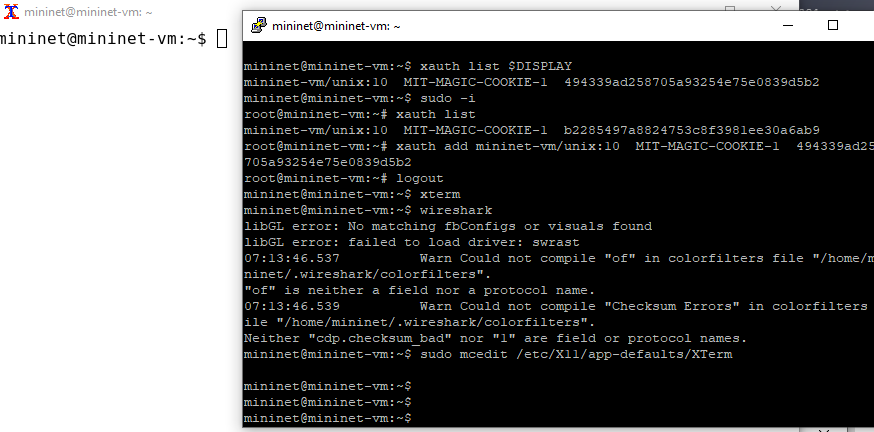 mininet@mininet-vm: ~
mininet@mininet-vm:~$
mininet@mininet-vm: ~
mininet@mininet-vm:~$ xauth list $DISPLAY
mininet-vm/unix:10  MIT-MAGIC-COOKIE-1  494339ad258705a93254e75e0839d5b2
mininet@mininet-vm:~$ sudo -i
root@mininet-vm:~# xauth list
mininet-vm/unix:10  MIT-MAGIC-COOKIE-1  b2285497a8824753c8f3981ee30a6ab9
root@mininet-vm:~# xauth add mininet-vm/unix:10  MIT-MAGIC-COOKIE-1  494339ad258
705a93254e75e0839d5b2
root@mininet-vm:~# logout
mininet@mininet-vm:~$ xterm
mininet@mininet-vm:~$ wireshark
libGL error: No matching fbConfigs or visuals found
libGL error: failed to load driver: swrast
07:13:46.537          Warn Could not compile "of" in colorfilters file "/home/m
ninet/.wireshark/colorfilters".
"of" is neither a field nor a protocol name.
07:13:46.539          Warn Could not compile "Checksum Errors" in colorfilters
ile "/home/mininet/.wireshark/colorfilters".
Neither "cdp.checksum_bad" nor "1" are field or protocol names.
mininet@mininet-vm:~$ sudo mcedit /etc/X11/app-defaults/XTerm
mininet@mininet-vm:~$
mininet@mininet-vm:~$
mininet@mininet-vm:~$